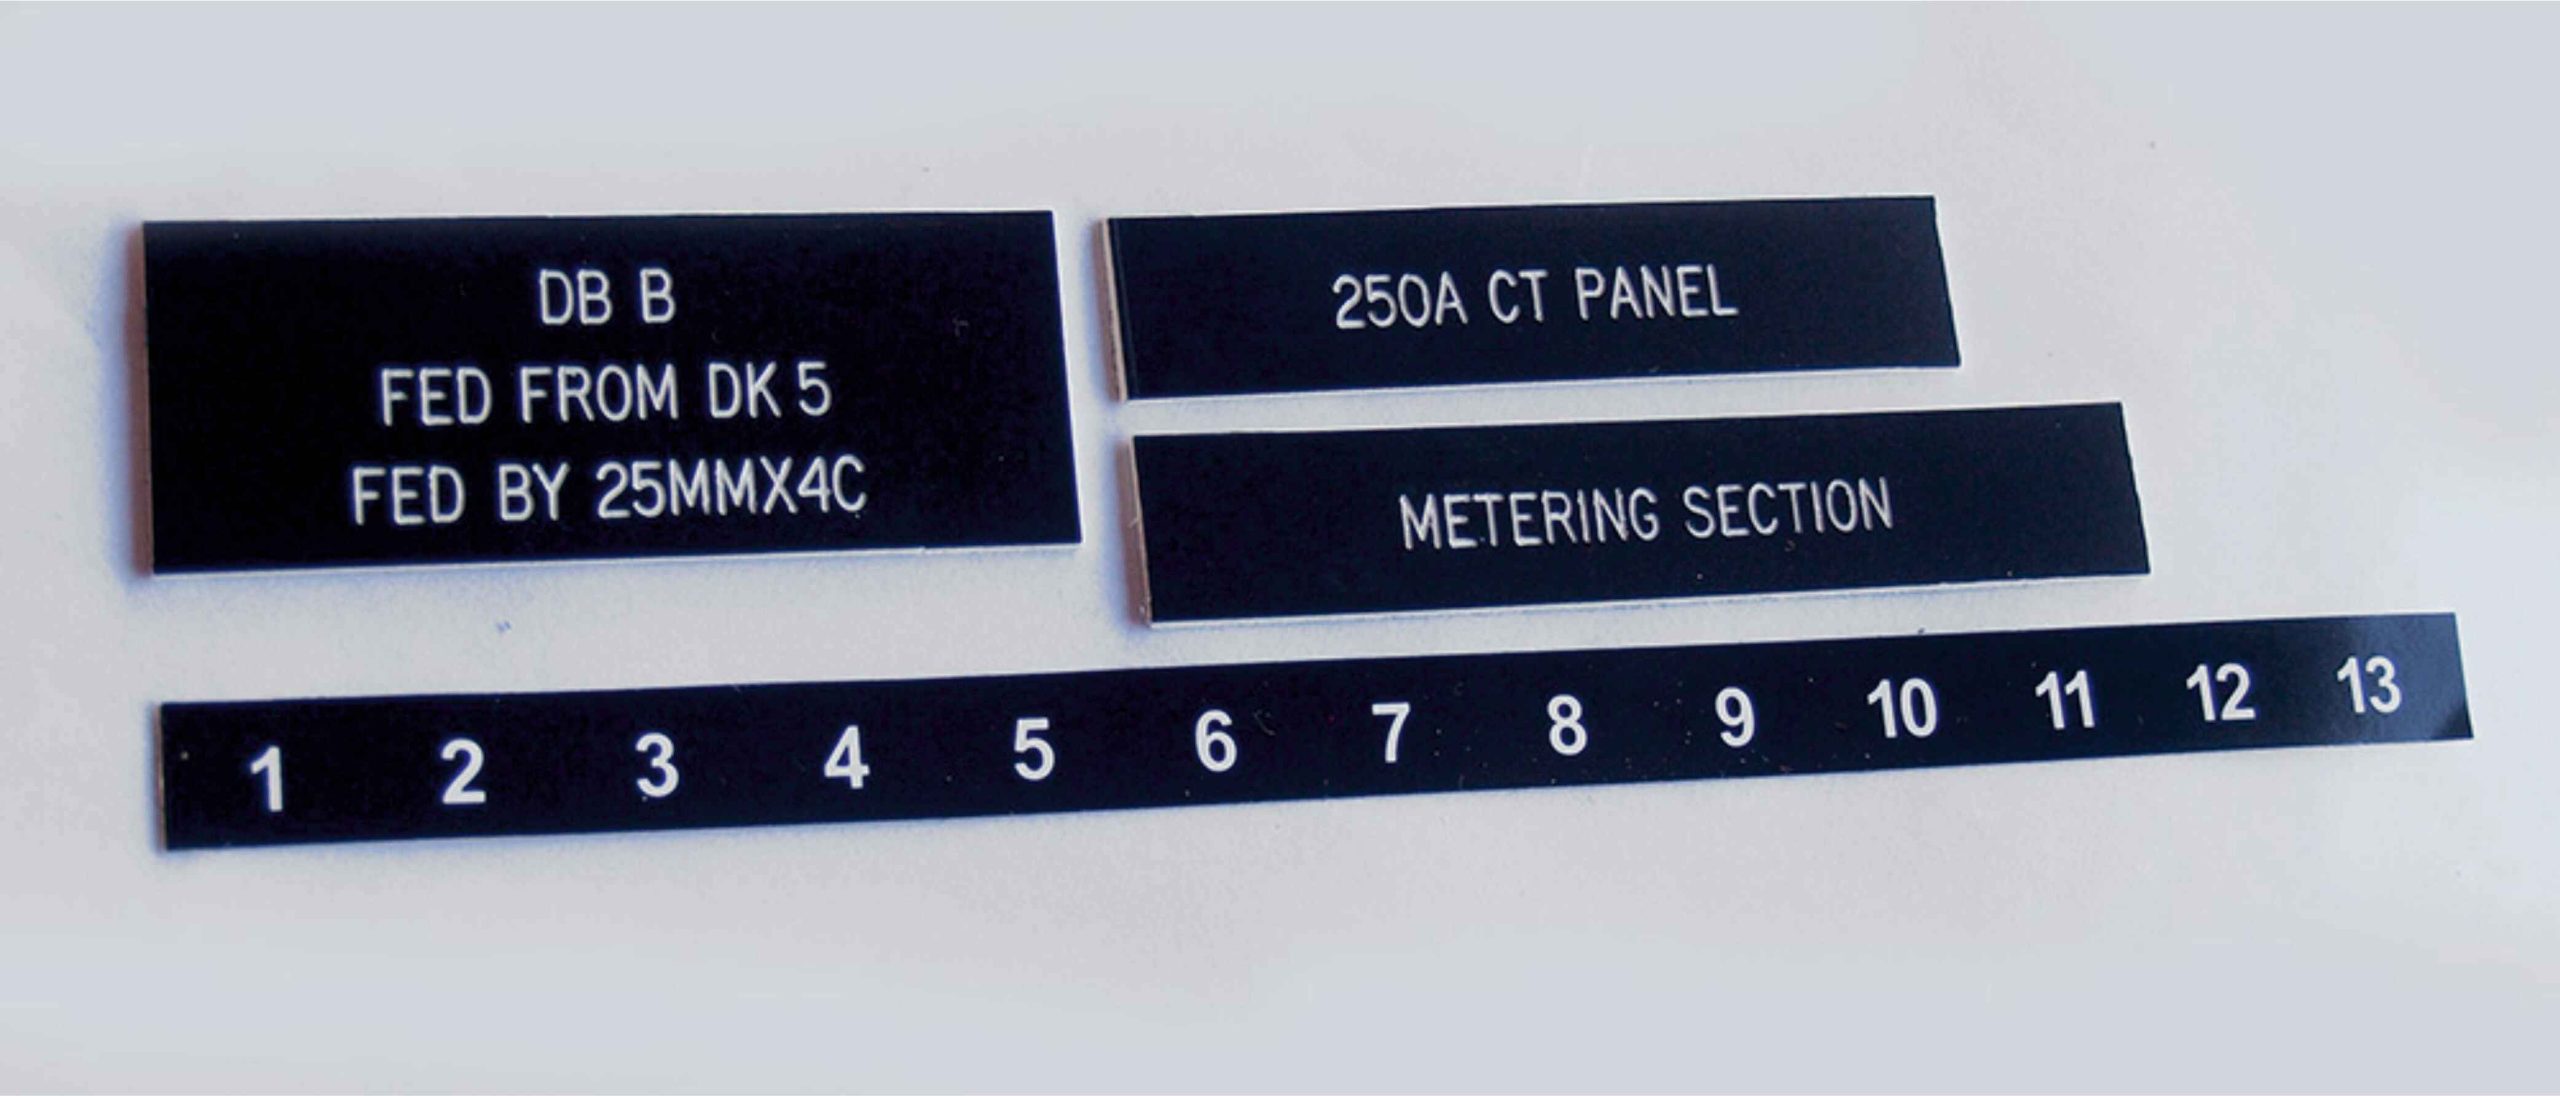 DB B
FED FROM DK 5
FED BY 25MMX4C
250A CT PANEL
METERING SECTION
1 2 3 4 5 6 7 8 9 10 11 12 13